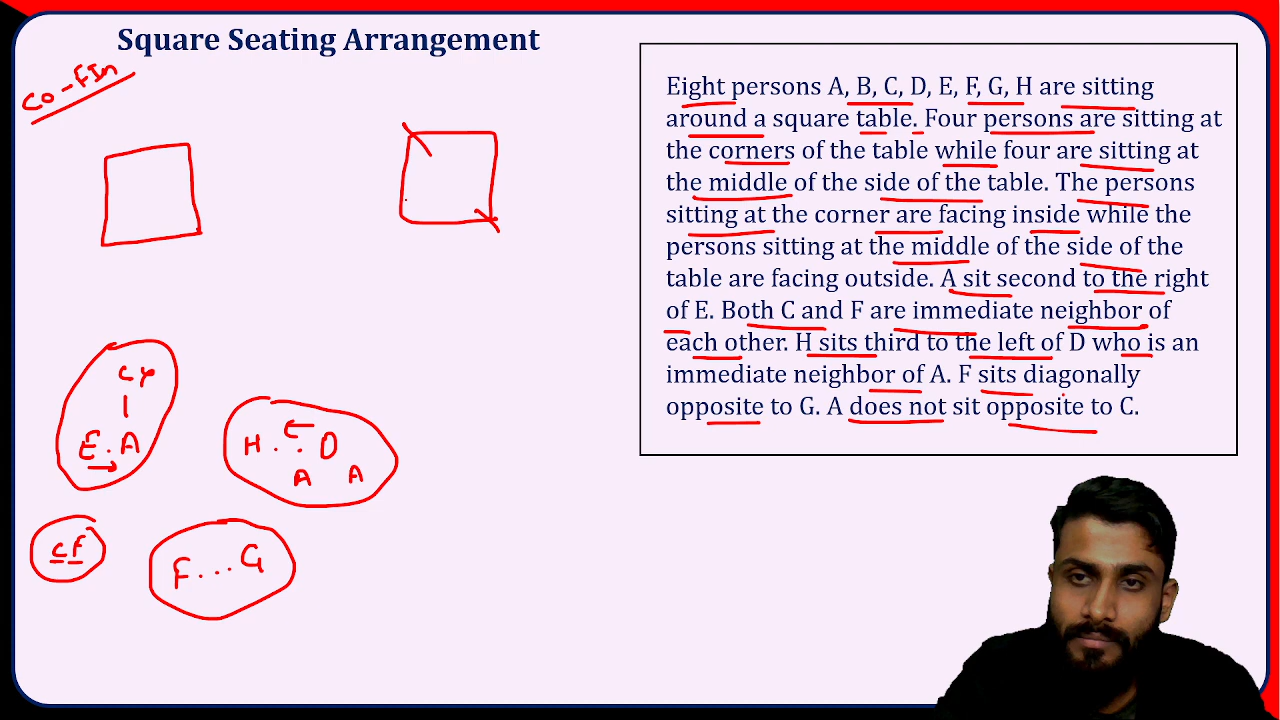 Square Seating Arrangement
Co-FIn
Eight persons A, B, C, D, E, F, G, H are sitting
around a square table. Four persons are sitting at
the corners of the table while four are sitting at
the middle of the side of the table. The persons
sitting at the corner are facing inside while the
persons sitting at the middle of the side of the
table are facing outside. A sit second to the right
of E. Both C and F are immediate neighbor of
each other. H sits third to the left of D who is an
immediate neighbor of A. F sits diagonally
opposite to G. A does not sit opposite to C.
E . A
H . . D
A A
CF
F...G